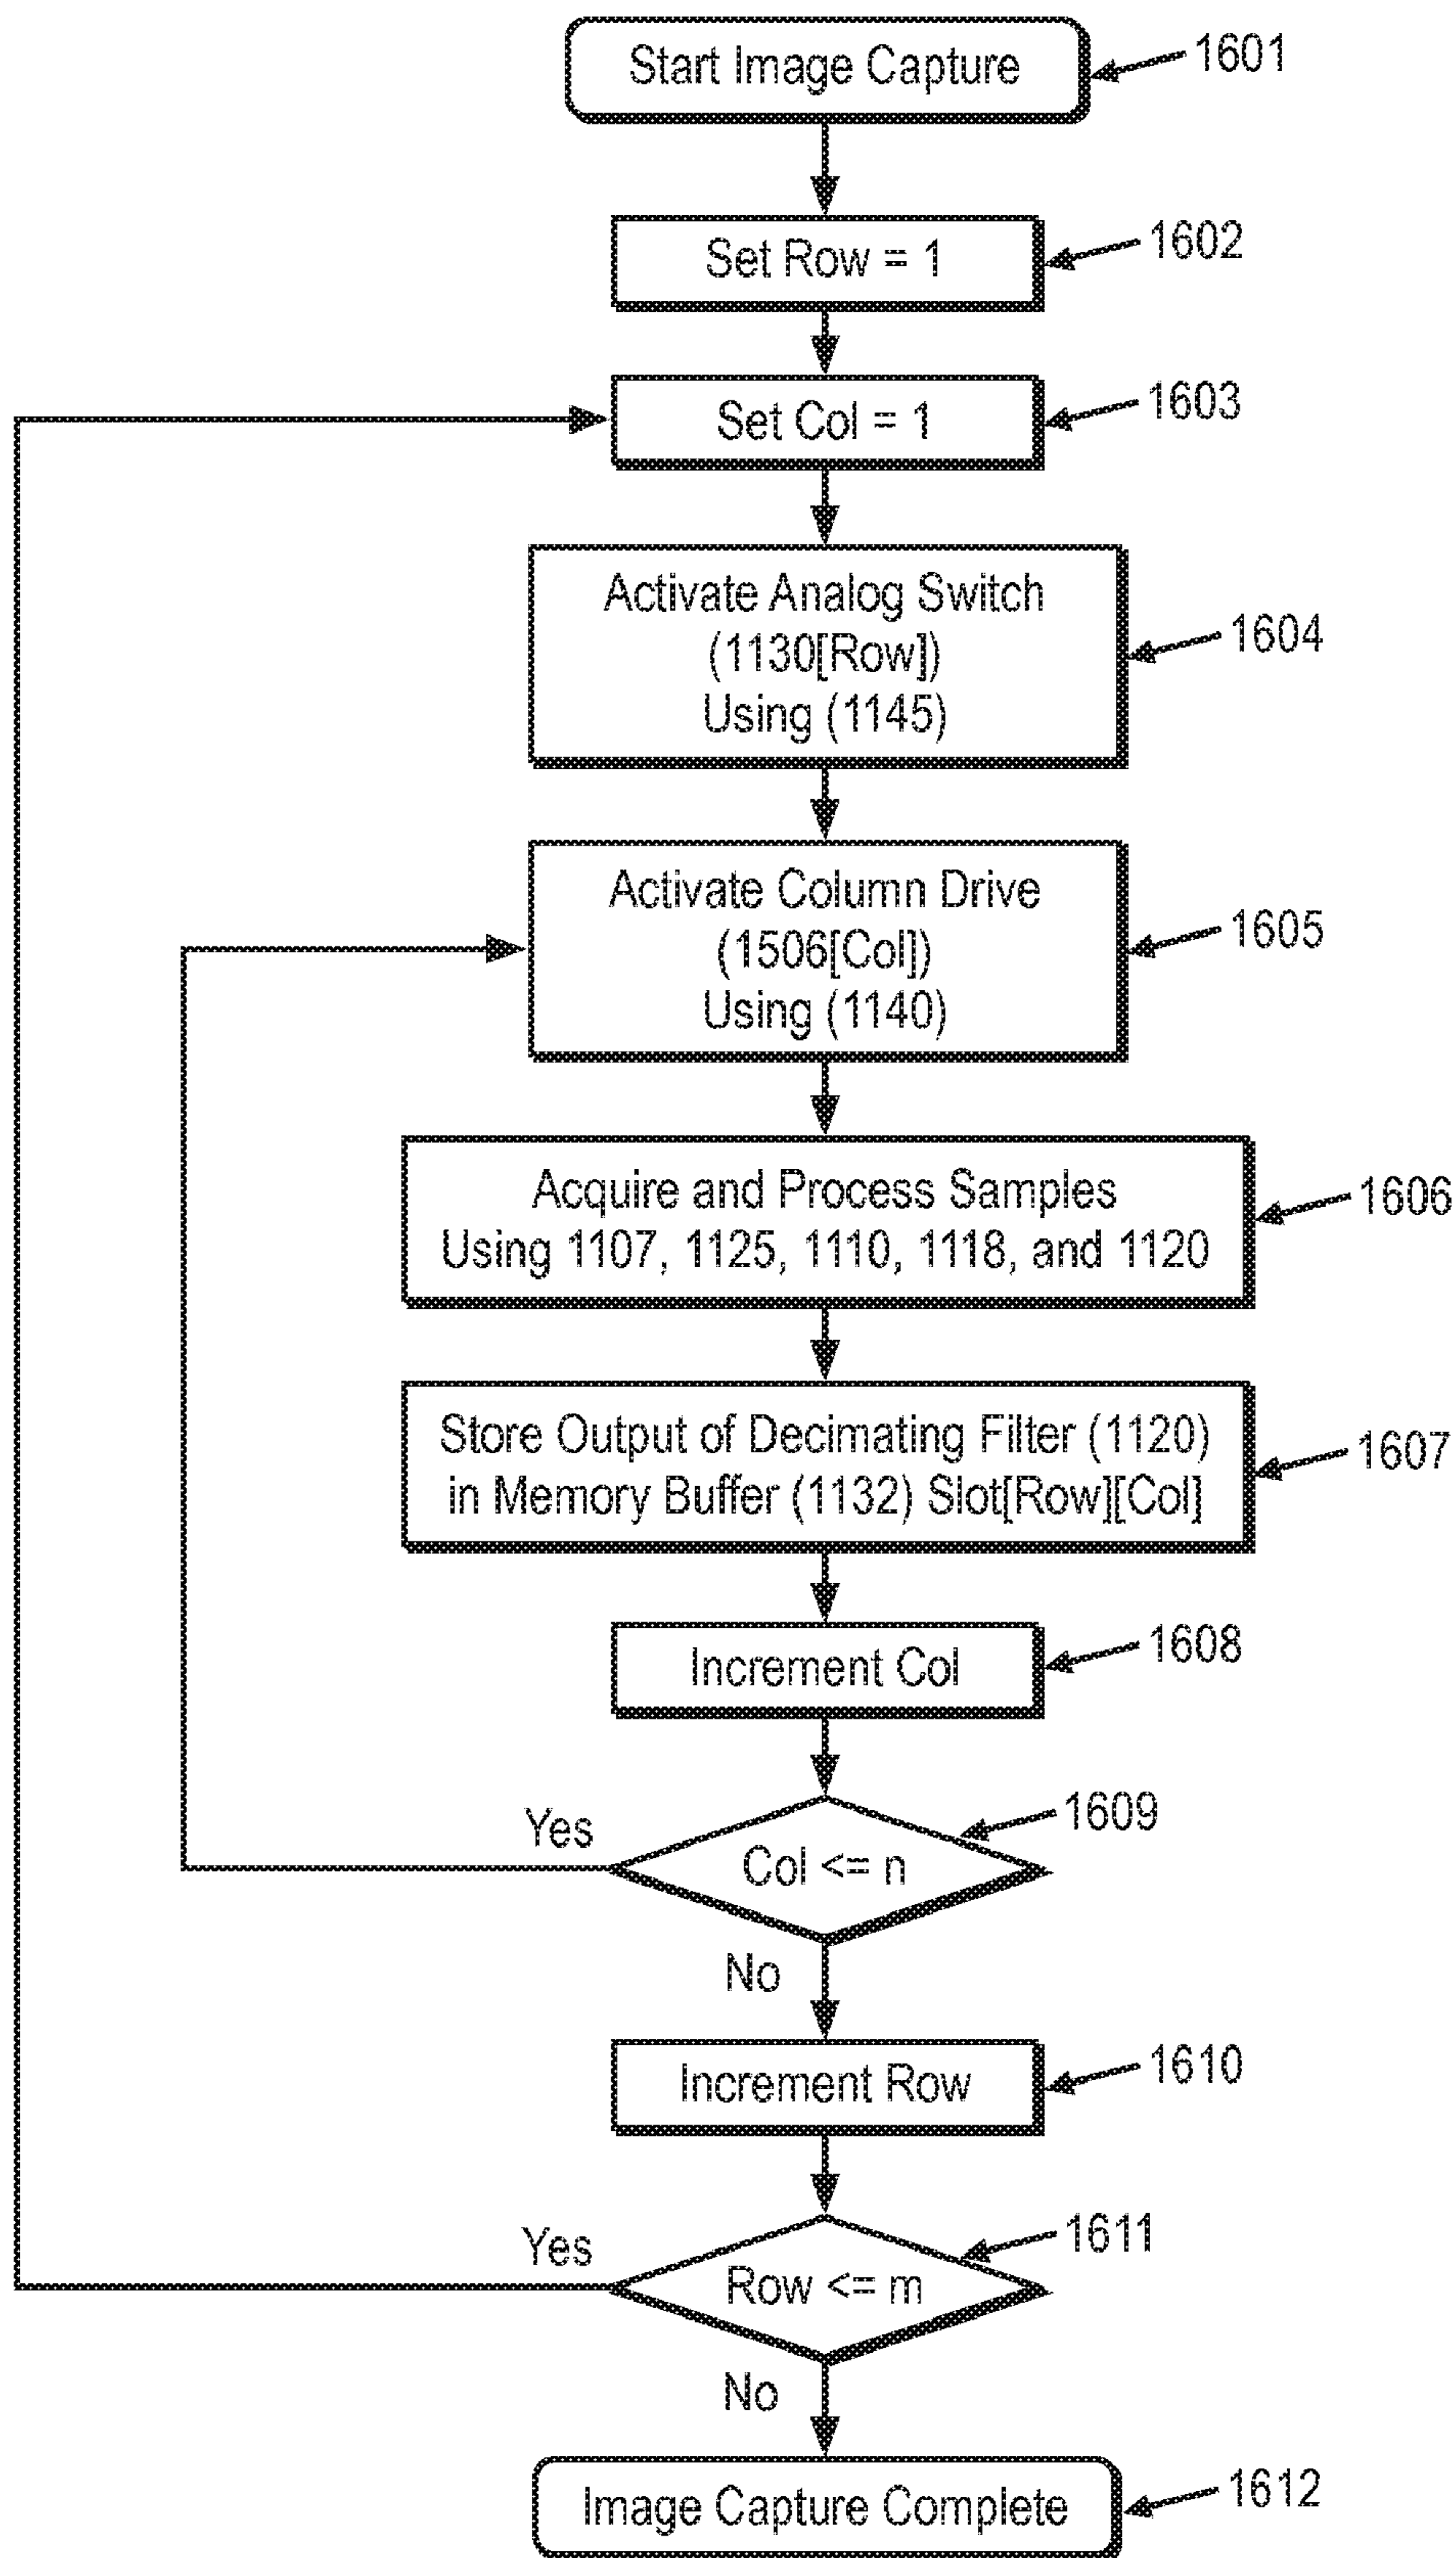 Start Image Capture
1601
Set Row = 1
1602
Set Col = 1
1603
Activate Analog Switch
(1130[Row])
Using (1145)
1604
Activate Column Drive
(1506[Col])
Using (1140)
1605
Acquire and Process Samples
Using 1107, 1125, 1110, 1118, and 1120
1606
Store Output of Decimating Filter (1120)
in Memory Buffer (1132) Slot[Row][Col]
1607
Increment Col
1608
Col <= n
1609
Yes
No
Increment Row
1610
Row <= m
1611
Yes
No
Image Capture Complete
1612